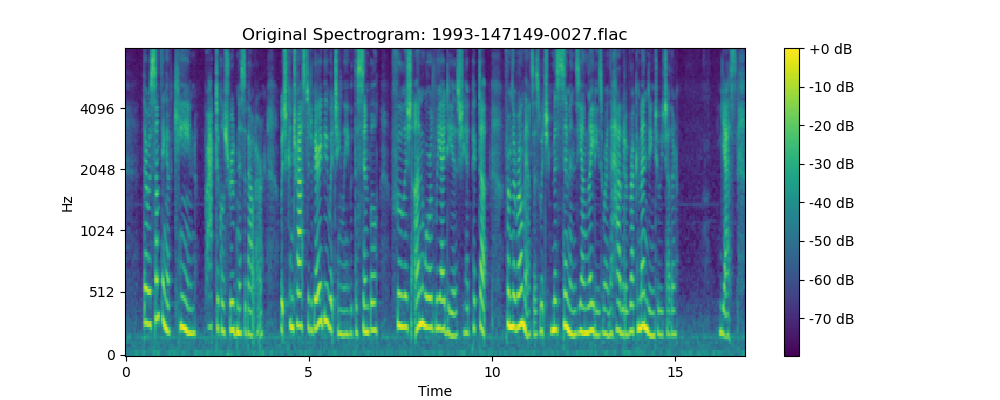 Original Spectrogram: 1993-147149-0027.flac
Hz
4096
2048
1024
512
0
0 5 10 15
Time
+0 dB
-10 dB
-20 dB
-30 dB
-40 dB
-50 dB
-60 dB
-70 dB